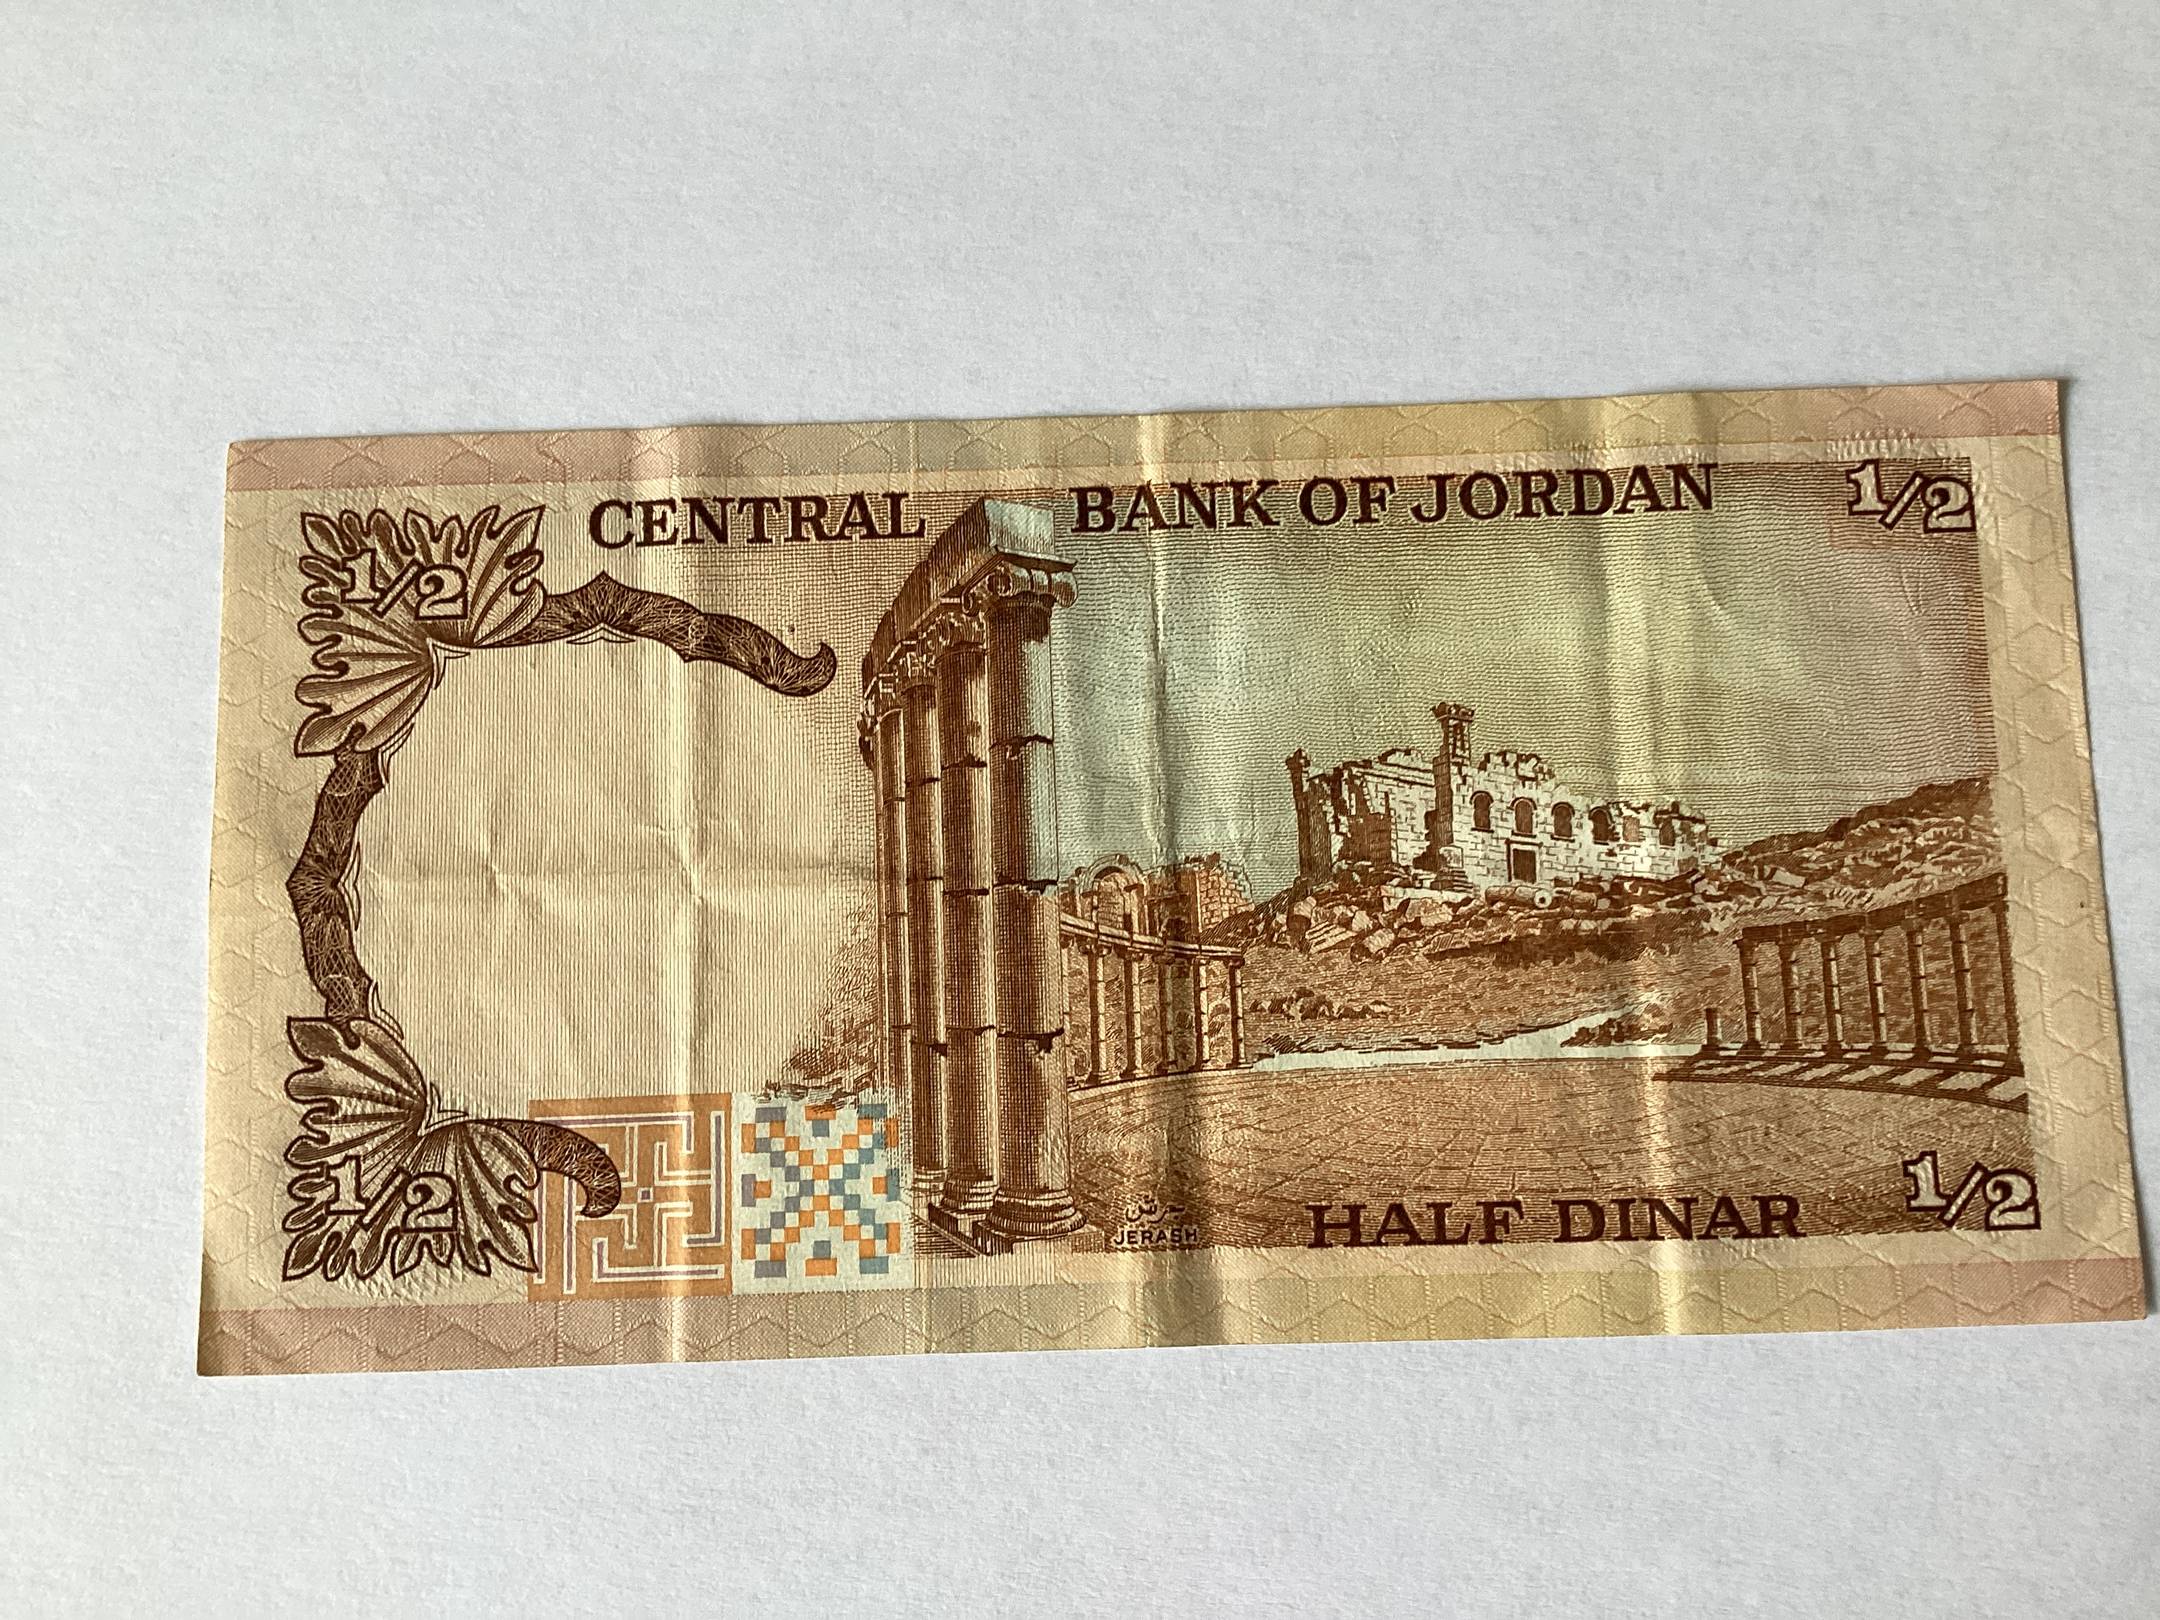 CENTRAL BANK OF JORDAN 1/2
1/2
جرش
JERASH
HALF DINAR 1/2
1/2